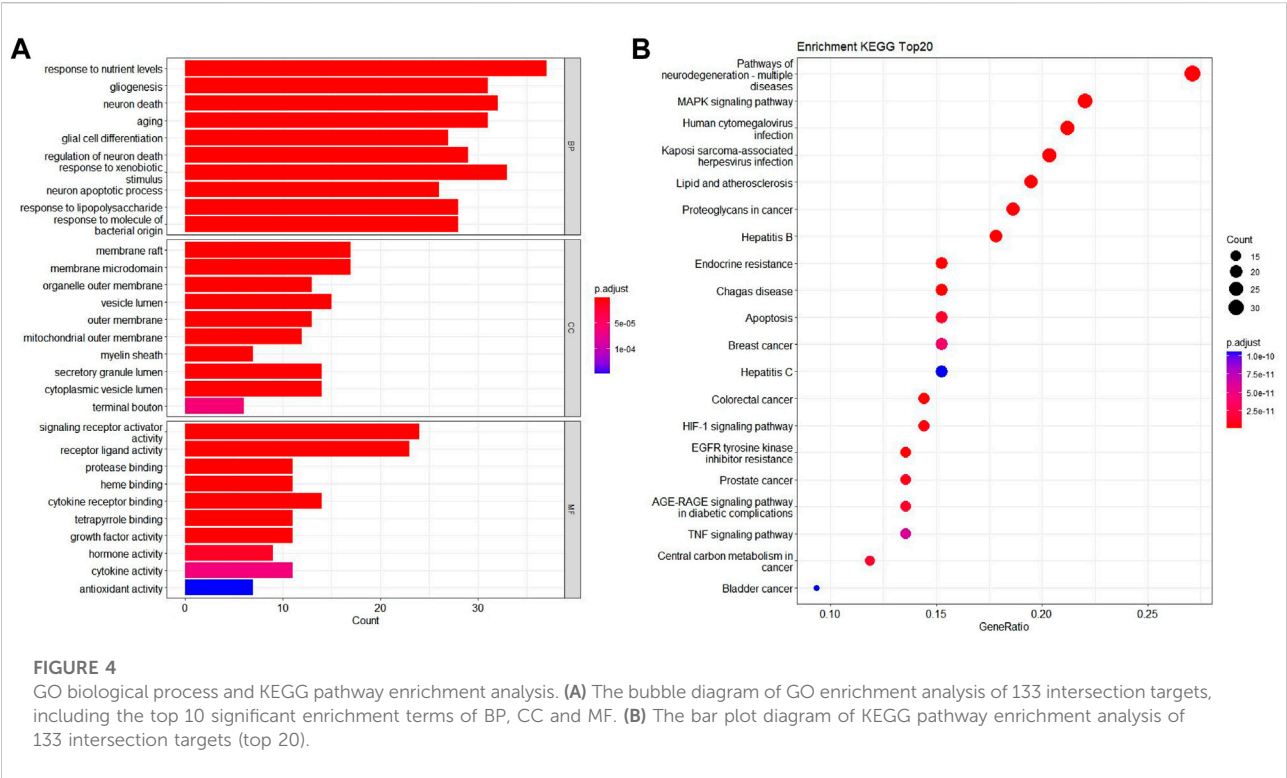 A
response to nutrient levels
gliogenesis
neuron death
aging
glial cell differentiation
regulation of neuron death
response to xenobiotic
stimulus
neuron apoptotic process
response to lipopolysaccharide
response to molecule of
bacterial origin
BP
membrane raft
membrane microdomain
organelle outer membrane
vesicle lumen
outer membrane
mitochondrial outer membrane
myelin sheath
secretory granule lumen
cytoplasmic vesicle lumen
terminal bouton
CC
signaling receptor activator
activity
receptor ligand activity
protease binding
heme binding
cytokine receptor binding
tetrapyrrole binding
growth factor activity
hormone activity
cytokine activity
antioxidant activity
MF
0 10 20 30
Count
p.adjust
5e-05
1e-04
B
Enrichment KEGG Top20
Pathways of
neurodegeneration - multiple
diseases
MAPK signaling pathway
Human cytomegalovirus
infection
Kaposi sarcoma-associated
herpesvirus infection
Lipid and atherosclerosis
Proteoglycans in cancer
Hepatitis B
Endocrine resistance
Chagas disease
Apoptosis
Breast cancer
Hepatitis C
Colorectal cancer
HIF-1 signaling pathway
EGFR tyrosine kinase
inhibitor resistance
Prostate cancer
AGE-RAGE signaling pathway
in diabetic complications
TNF signaling pathway
Central carbon metabolism in
cancer
Bladder cancer
0.10 0.15 0.20 0.25
GeneRatio
Count
15
20
25
30
p.adjust
1.0e-10
7.5e-11
5.0e-11
2.5e-11
FIGURE 4
GO biological process and KEGG pathway enrichment analysis. (A) The bubble diagram of GO enrichment analysis of 133 intersection targets,
including the top 10 significant enrichment terms of BP, CC and MF. (B) The bar plot diagram of KEGG pathway enrichment analysis of
133 intersection targets (top 20).